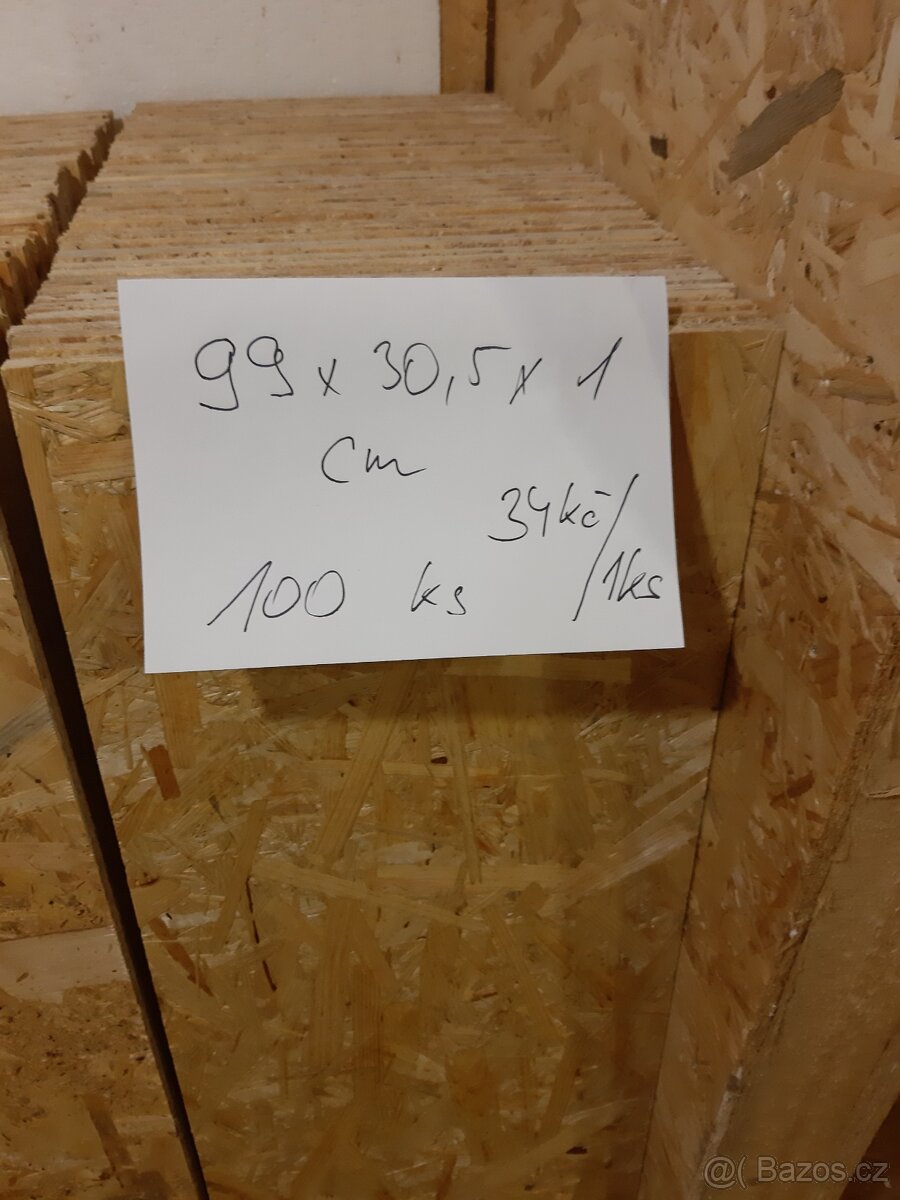 99 x 30,5 x 1
cm
34kč/
100 ks /1ks
@( Bazos.cz